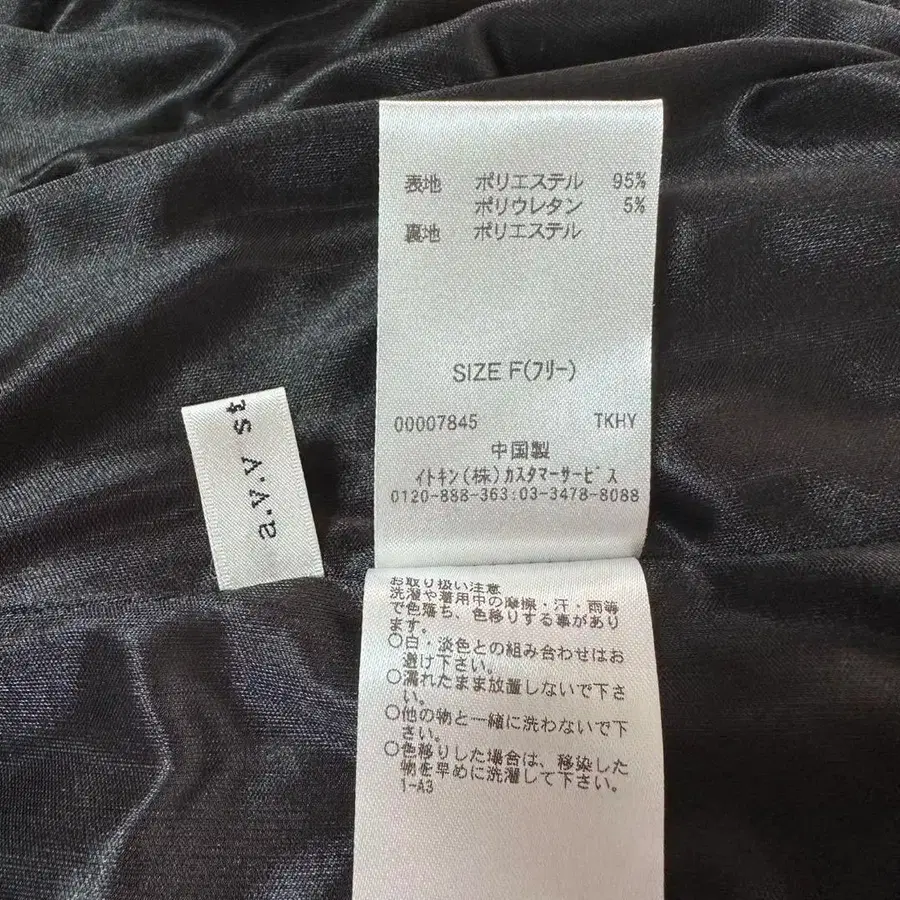 表地 ポリエステル 95%
ポリウレタン 5%
裏地 ポリエステル
SIZE F(フリー)
00007845 TKHY
中国製
イトキン(株)カスタマーサービス
0120-888-363:03-3478-8088
a.v.v st
お取り扱い注意
洗濯や着用中の摩擦・汗・雨等
で色落ち、色移りする事があり
ます。
○白・淡色との組み合わせはお
避け下さい。
○濡れたまま放置しないで下さ
い。
○他の物と一緒に洗わないで下
さい。
○色移りした場合は、移染した
物を早めに洗濯して下さい。
1-A3